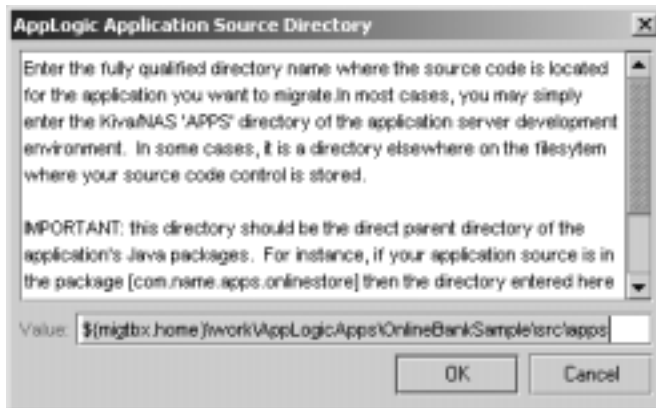 AppLogic Application Source Directory
Enter the fully qualified directory name where the source code is located
for the application you want to migrate.In most cases, you may simply
enter the Kiva/NAS 'APPS' directory of the application server development
environment. In some cases, it is a directory elsewhere on the filesytem
where your source code control is stored.
IMPORTANT: this directory should be the direct parent directory of the
application's Java packages. For instance, if your application source is in
the package [com.name.apps.onlinestore] then the directory entered here
Value: $(migtbx.home)\work\AppLogicApps\OnlineBankSample\src\apps
OK Cancel